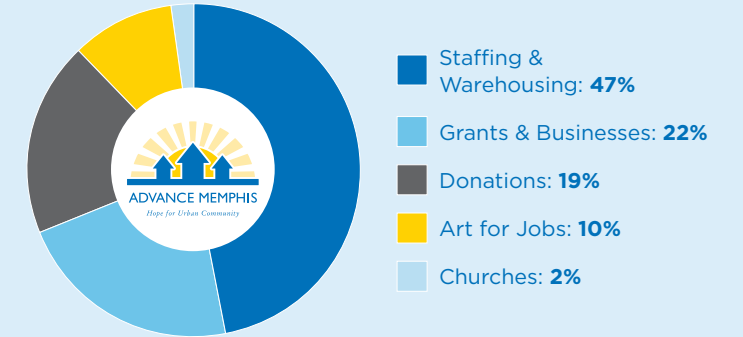 ADVANCE MEMPHIS
Hope for Urban Community
Staffing &
Warehousing: 47%
Grants & Businesses: 22%
Donations: 19%
Art for Jobs: 10%
Churches: 2%